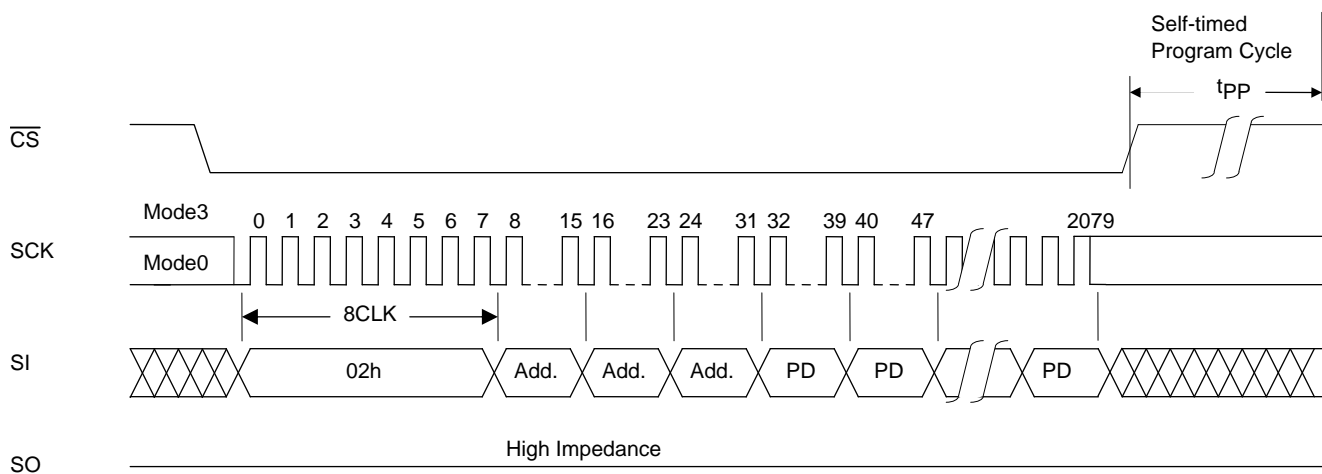 Self-timed
Program Cycle
tPP
CS
Mode3
0 1 2 3 4 5 6 7 8 15 16 23 24 31 32 39 40 47 2079
SCK
Mode0
8CLK
SI
02h Add. Add. Add. PD PD PD
High Impedance
SO